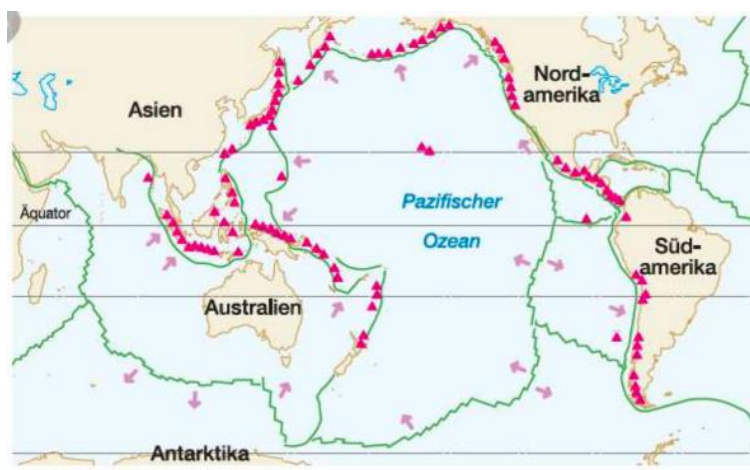 Asien
Nord-
amerika
Äquator
Pazifischer
Ozean
Süd-
amerika
Australien
Antarktika